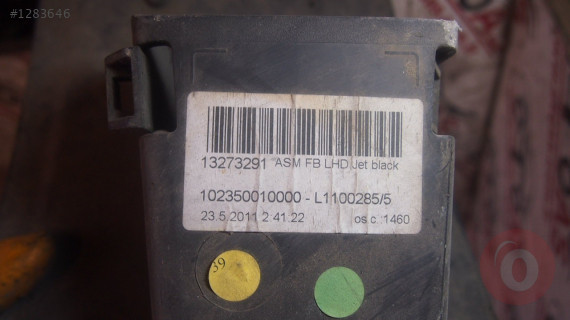 #1283646
13273291 ASM FB LHD Jet black
102350010000 - L1100285/5
23.5.2011 2:41:22 os c :1460
39